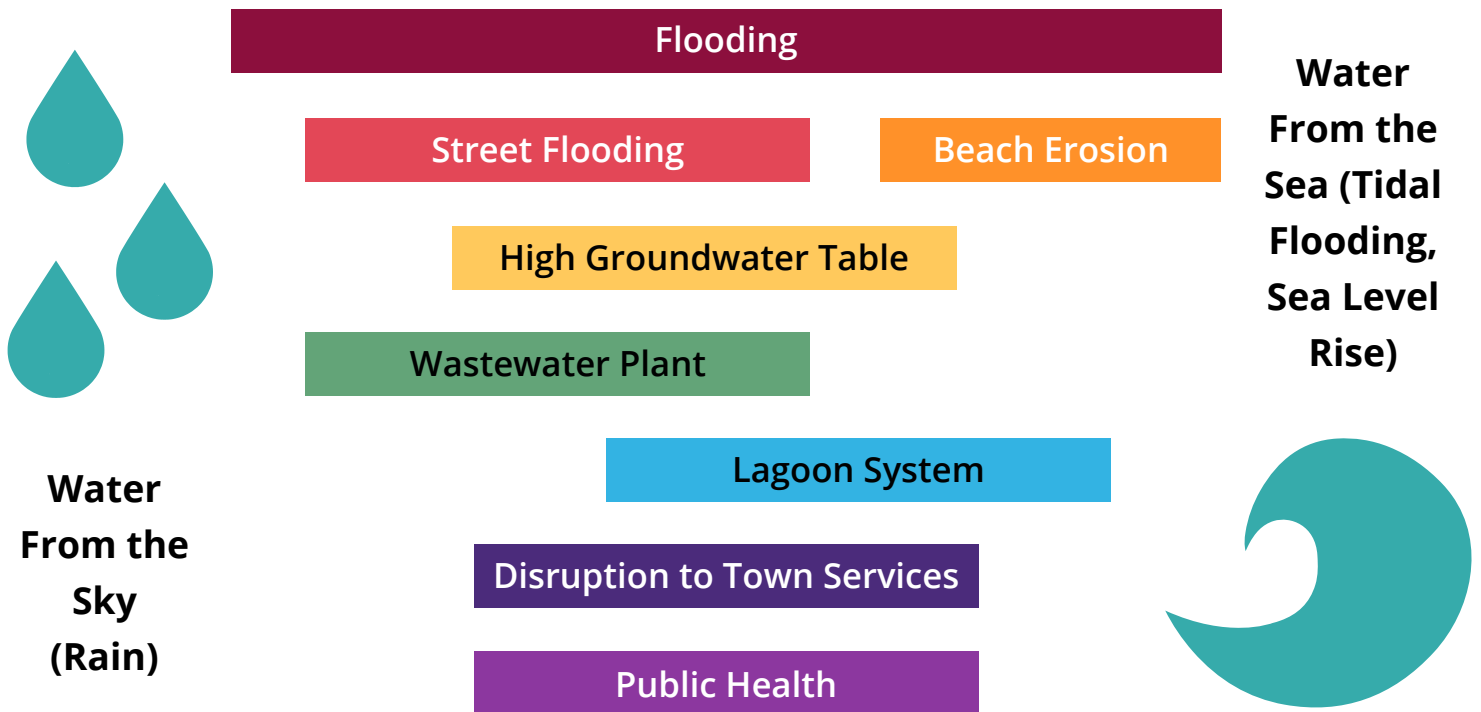 Flooding
Street Flooding
Beach Erosion
High Groundwater Table
Wastewater Plant
Lagoon System
Disruption to Town Services
Public Health
Water
From the
Sky
(Rain)
Water
From the
Sea (Tidal
Flooding,
Sea Level
Rise)